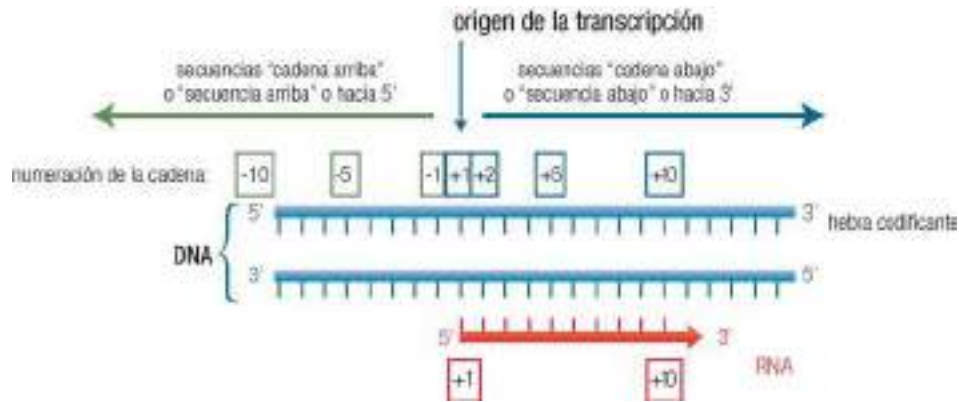 origen de la transcripción
secuencias "cadena arriba"
o "secuencia arriba" o hacia 5'
secuencias "cadena abajo"
o "secuencia abajo" o hacia 3'
numeración de la cadena: -10 -5 -1 +1 +2 +5 +10
5' 3' hebra codificante
DNA
3' 5'
5' 3'
RNA
+1 +10